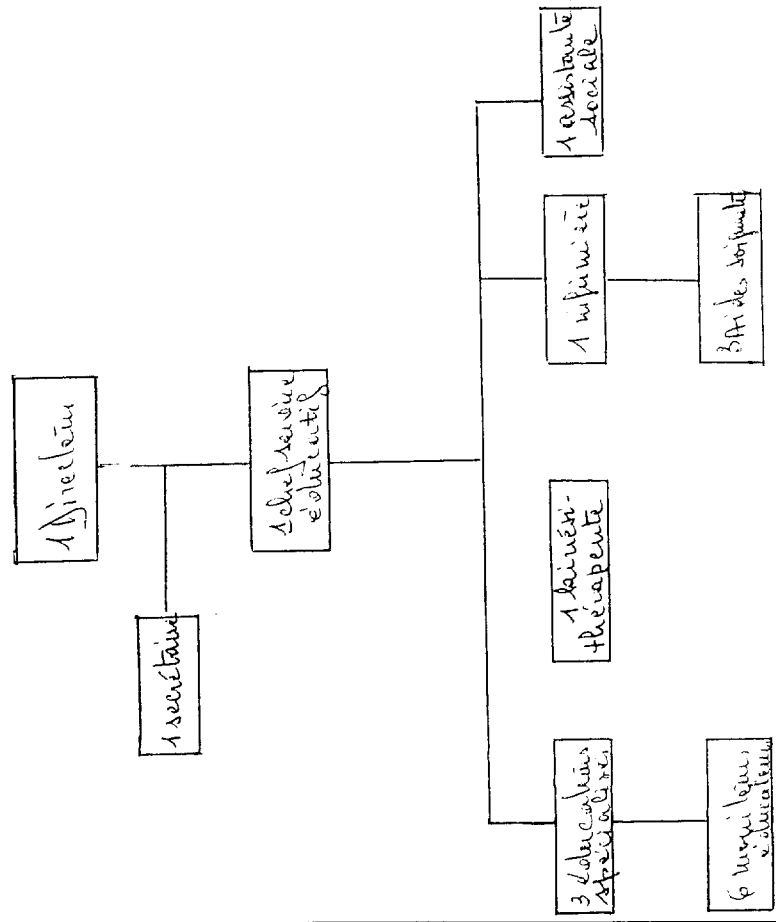 1 Directeur
1 secrétaire
1 chef service
éducatif
3 éducateurs
spécialisés
1 kinési-
thérapeute
1 infirmière
1 assistante
sociale
6 moniteurs
éducateurs
3 Aides soignants